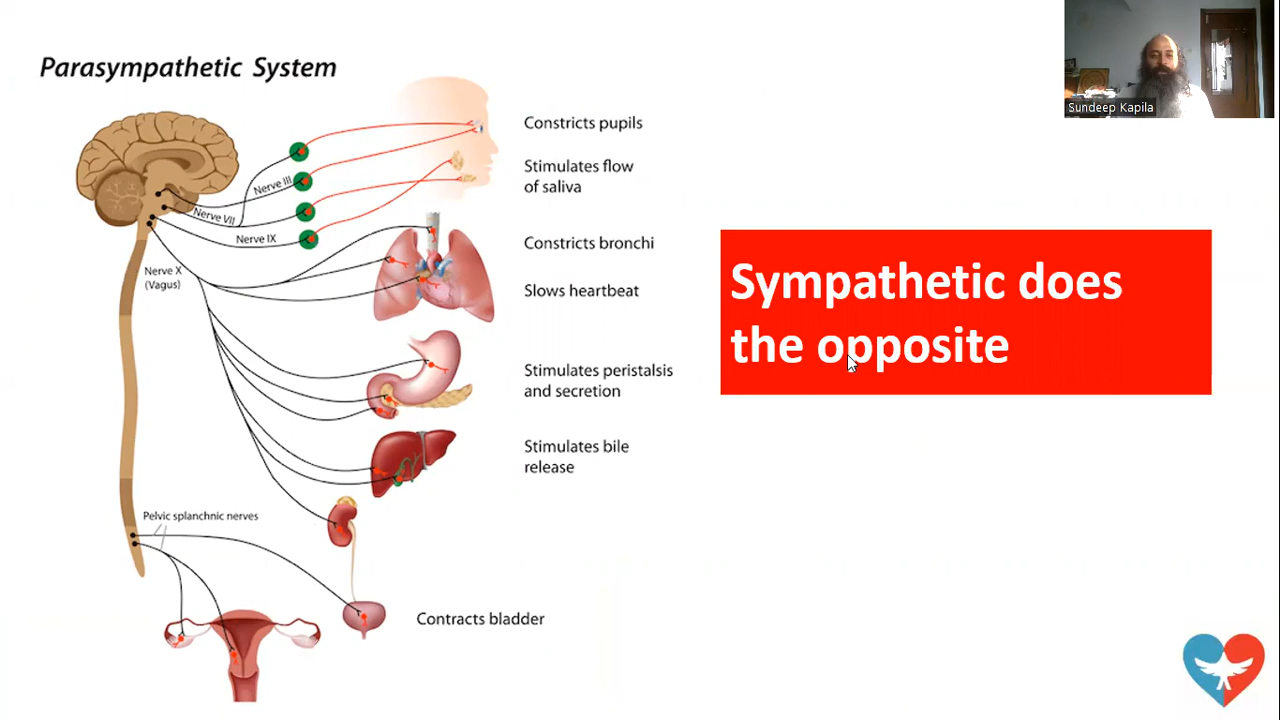 Parasympathetic System
Sundeep Kapila
Constricts pupils
Stimulates flow
of saliva
Nerve III
Nerve VII
Nerve IX
Constricts bronchi
Nerve X
(Vagus)
Slows heartbeat
Sympathetic does
the opposite
Stimulates peristalsis
and secretion
Stimulates bile
release
Pelvic splanchnic nerves
Contracts bladder